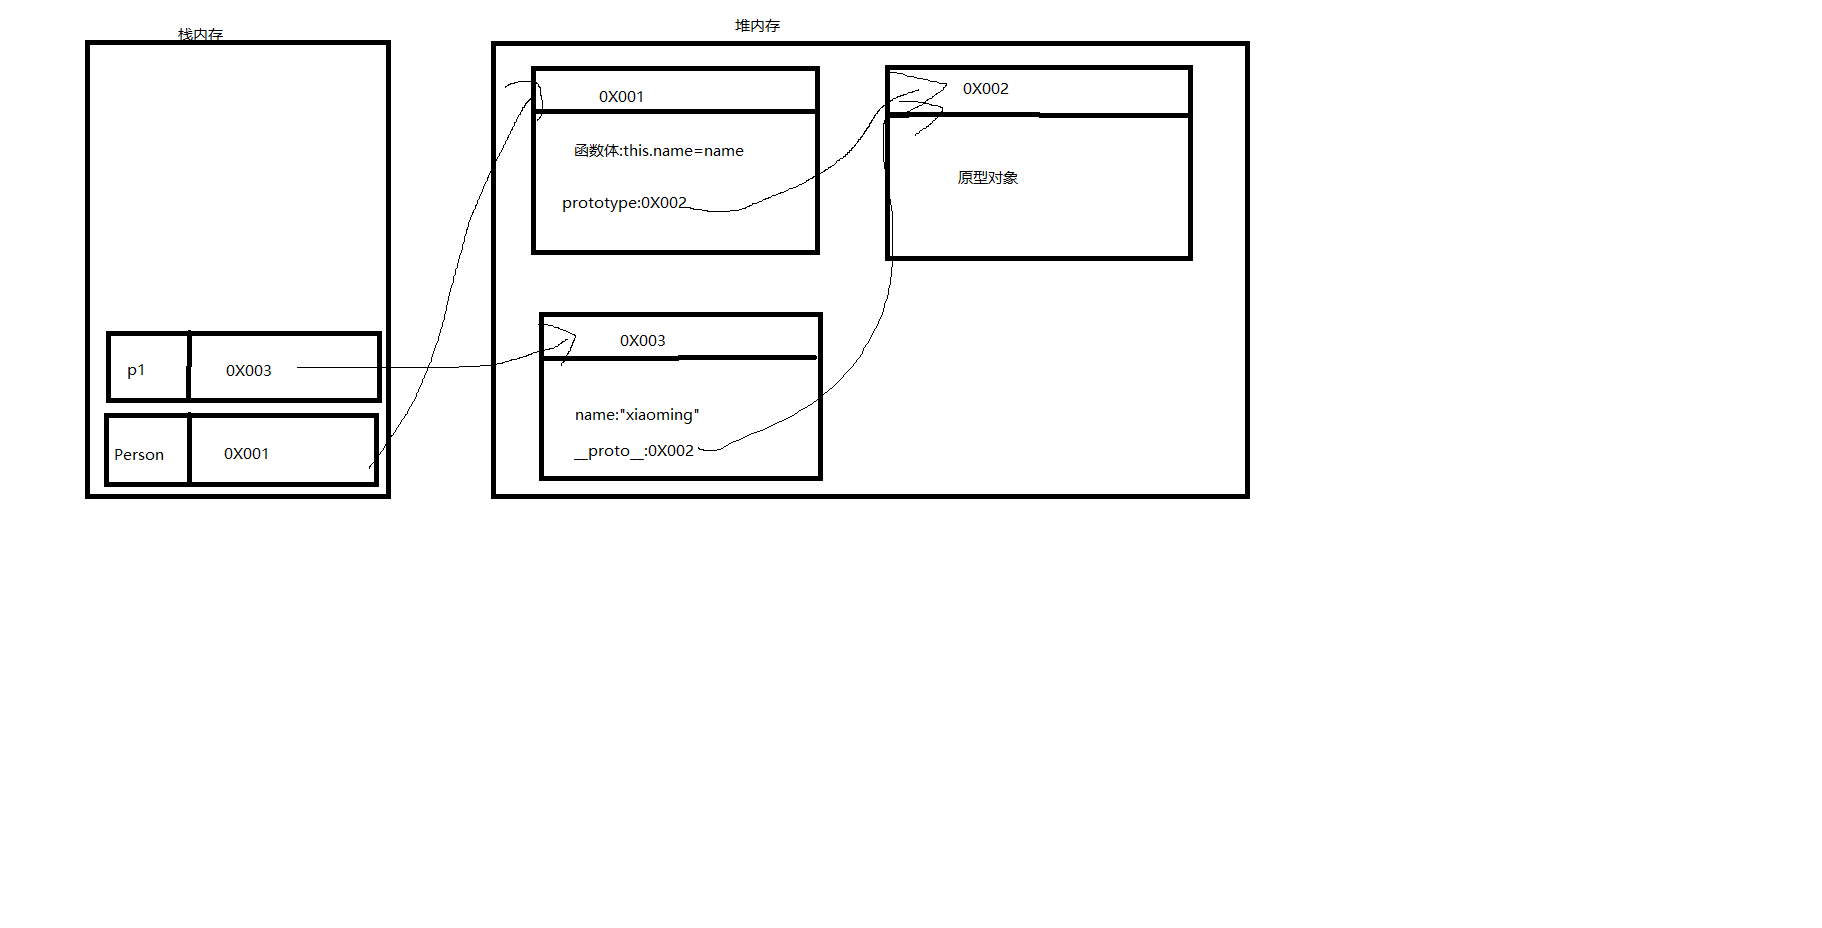 栈内存
堆内存
0X001
函数体:this.name=name
prototype:0X002
0X002
原型对象
p1
0X003
Person
0X001
0X003
name:"xiaoming"
__proto__:0X002